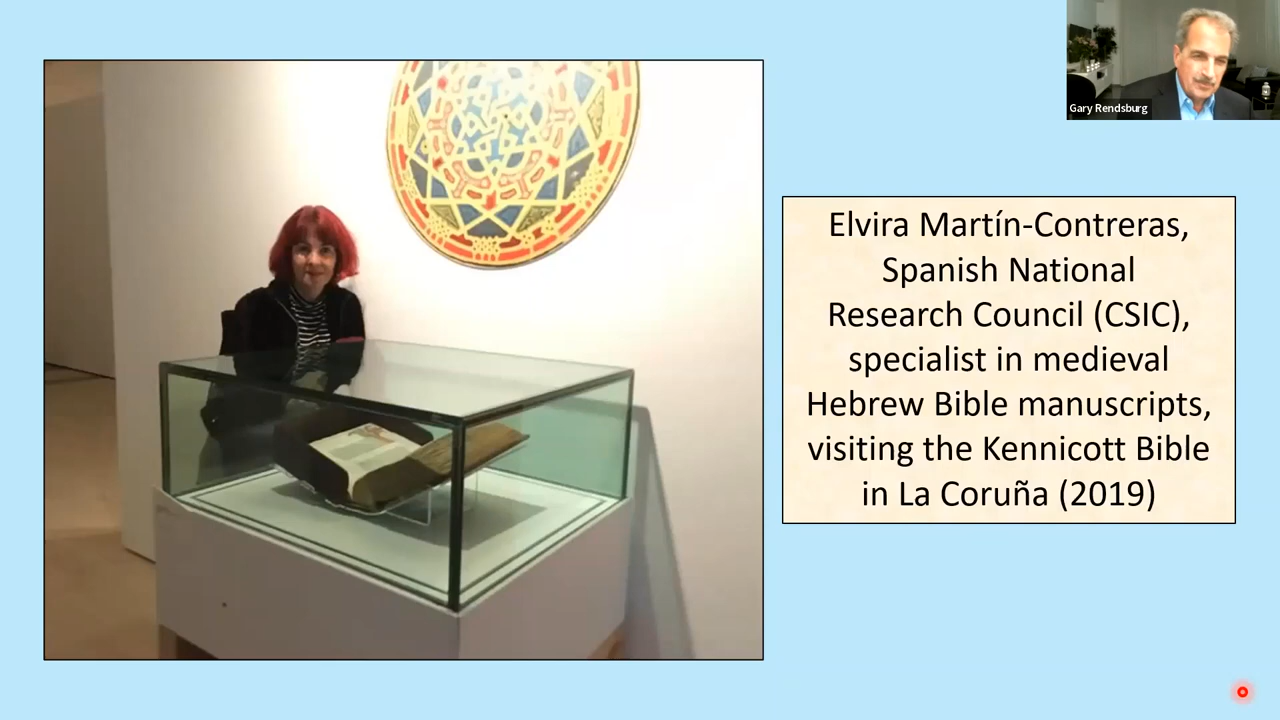 Gary Rendsburg
Elvira Martín-Contreras,
Spanish National
Research Council (CSIC),
specialist in medieval
Hebrew Bible manuscripts,
visiting the Kennicott Bible
in La Coruña (2019)